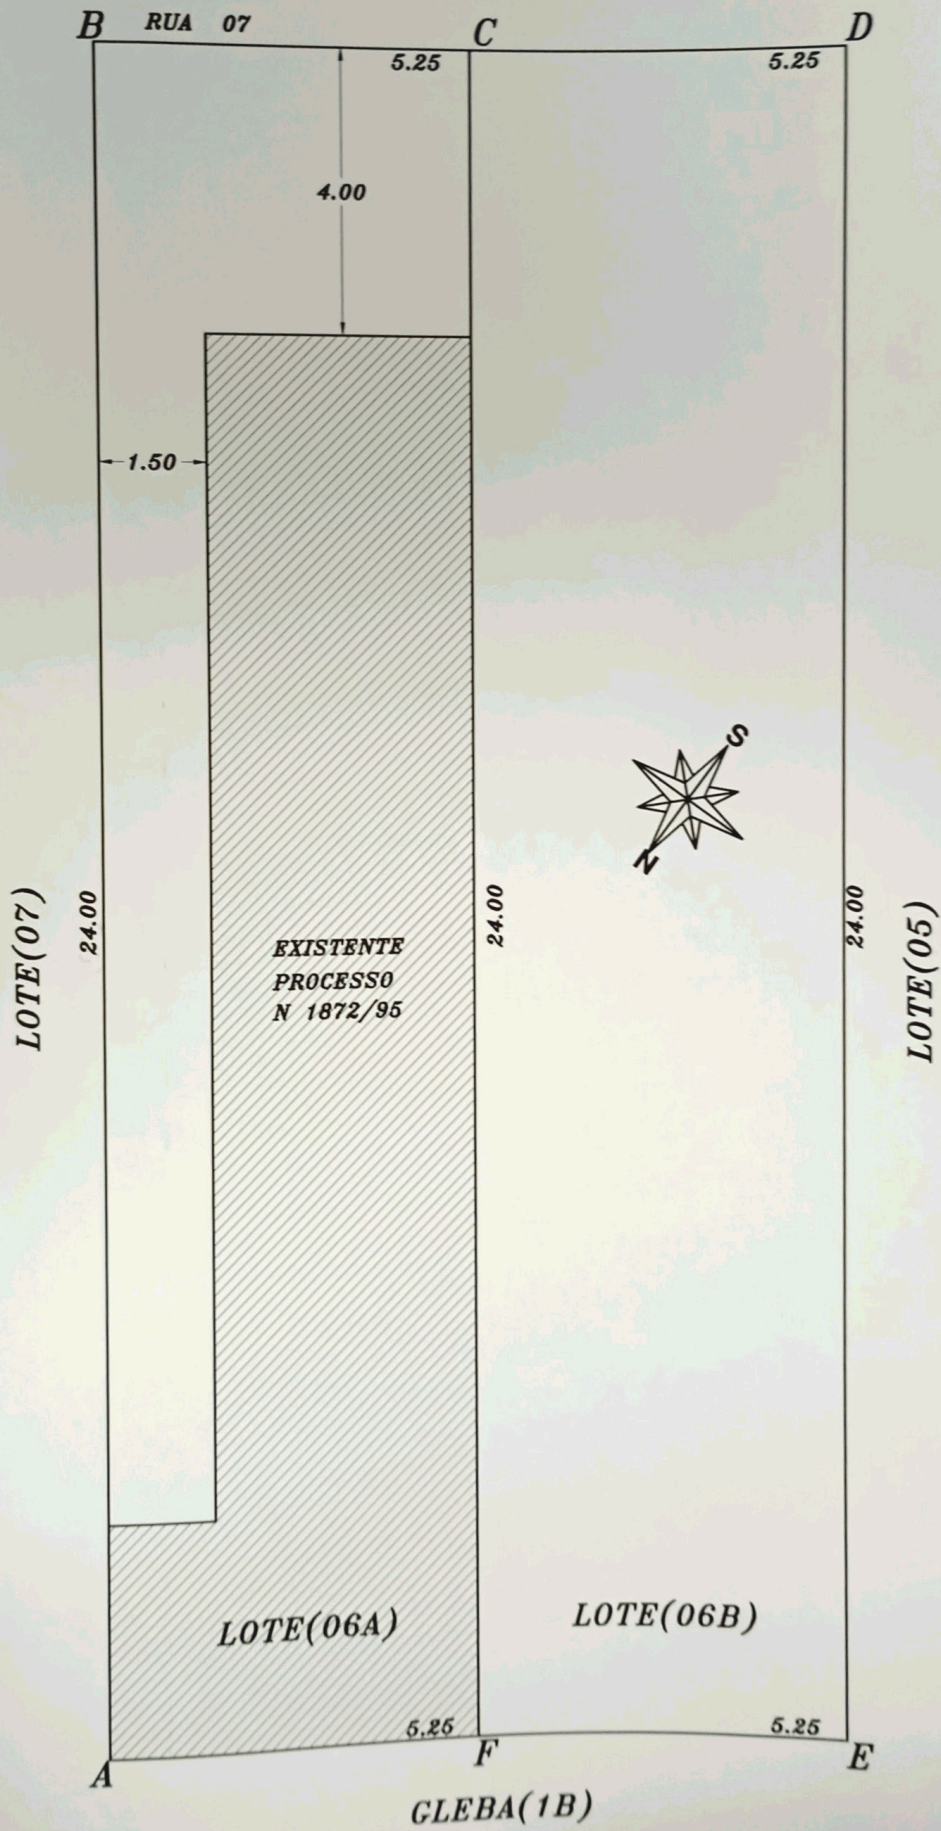 B RUA 07 C D
5.25 5.25
4.00
1.50
S
N
LOTE(07) 24.00 24.00 24.00 LOTE(05)
EXISTENTE
PROCESSO
N 1872/95
LOTE(06A) LOTE(06B)
5.25 5.25
A F E
GLEBA(1B)